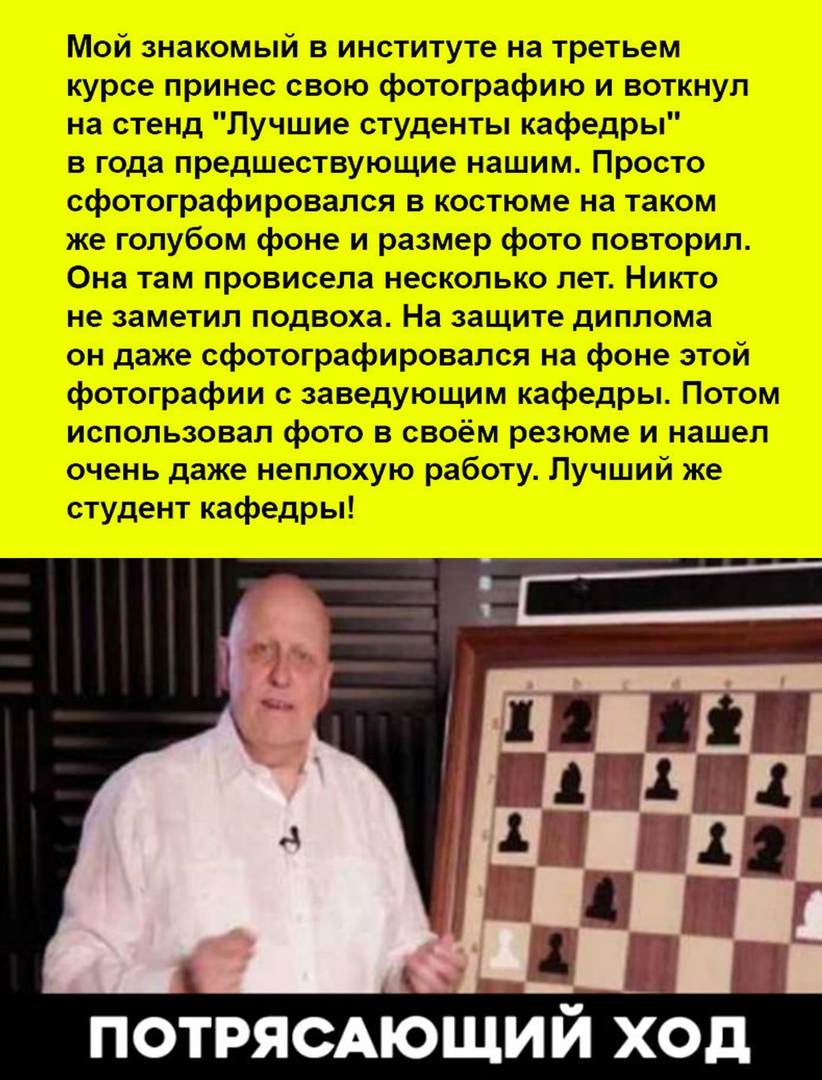 Мой знакомый в институте на третьем
курсе принес свою фотографию и воткнул
на стенд "Лучшие студенты кафедры"
в года предшествующие нашим. Просто
сфотографировался в костюме на таком
же голубом фоне и размер фото повторил.
Она там провисела несколько лет. Никто
не заметил подвоха. На защите диплома
он даже сфотографировался на фоне этой
фотографии с заведующим кафедры. Потом
использовал фото в своём резюме и нашел
очень даже неплохую работу. Лучший же
студент кафедры!
ПОТРЯСАЮЩИЙ ХОД